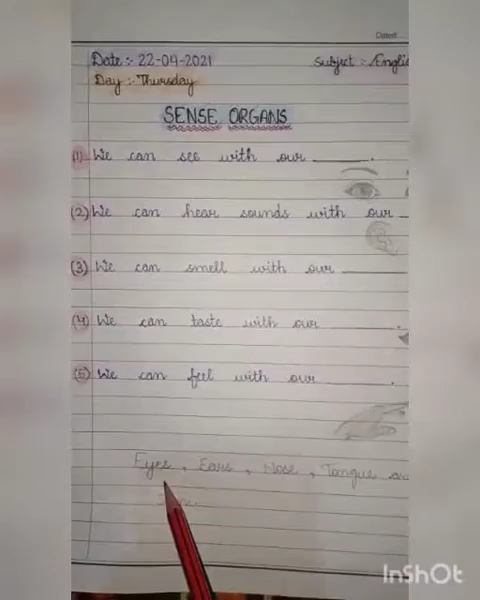 Dated
Date :- 22-04-2021
Subject :- Englis
Day :- Thursday
SENSE ORGANS
(1) We can see with our ______.
(2) We can hear sounds with our _
(3) We can smell with our ______
(4) We can taste with our ______.
(5) We can feel with our ______.
Eyes, Ears, Nose, Tongue
InShOt